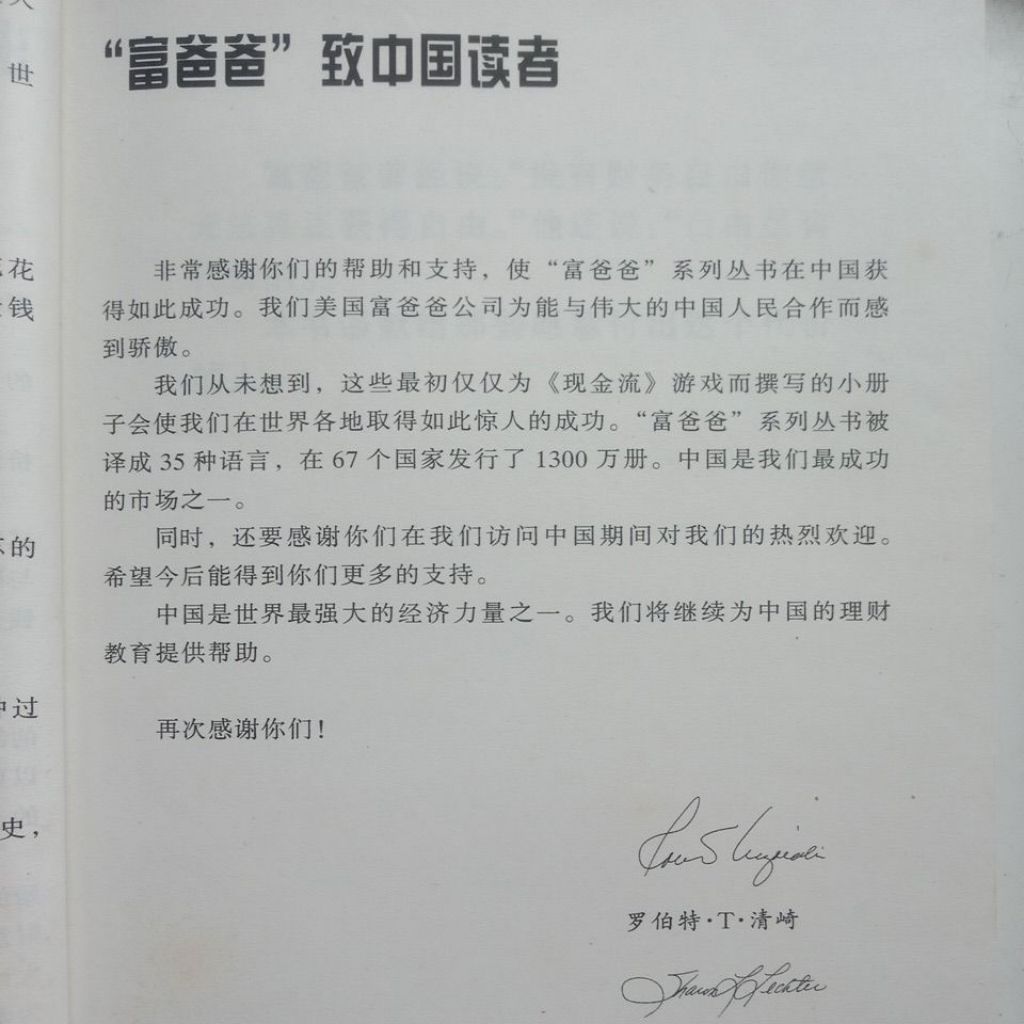 “富爸爸”致中国读者
非常感谢你们的帮助和支持，使“富爸爸”系列丛书在中国获
得如此成功。我们美国富爸爸公司为能与伟大的中国人民合作而感
到骄傲。
我们从未想到，这些最初仅仅为《现金流》游戏而撰写的小册
子会使我们在世界各地取得如此惊人的成功。“富爸爸”系列丛书被
译成 35 种语言，在 67 个国家发行了 1300 万册。中国是我们最成功
的市场之一。
同时，还要感谢你们在我们访问中国期间对我们的热烈欢迎。
希望今后能得到你们更多的支持。
中国是世界最强大的经济力量之一。我们将继续为中国的理财
教育提供帮助。
再次感谢你们！
罗伯特·T·清崎
Sharon L Lechter
世
花
钱
的
过
史，